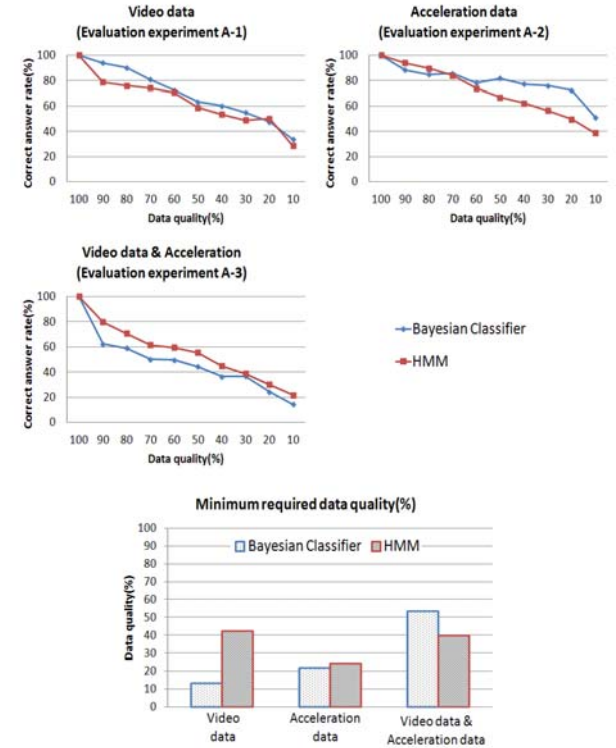 Video data
(Evaluation experiment A-1)
Correct answer rate(%)
100
80
60
40
20
0
100 90 80 70 60 50 40 30 20 10
Data quality(%)
Acceleration data
(Evaluation experiment A-2)
Correct answer rate(%)
100
80
60
40
20
0
100 90 80 70 60 50 40 30 20 10
Data quality(%)
Video data & Acceleration
(Evaluation experiment A-3)
Correct answer rate(%)
100
80
60
40
20
0
100 90 80 70 60 50 40 30 20 10
Data quality(%)
Bayesian Classifier
HMM
Minimum required data quality(%)
Data quality(%)
100
90
80
70
60
50
40
30
20
10
0
Bayesian Classifier HMM
Video
data
Acceleration
data
Video data &
Acceleration data